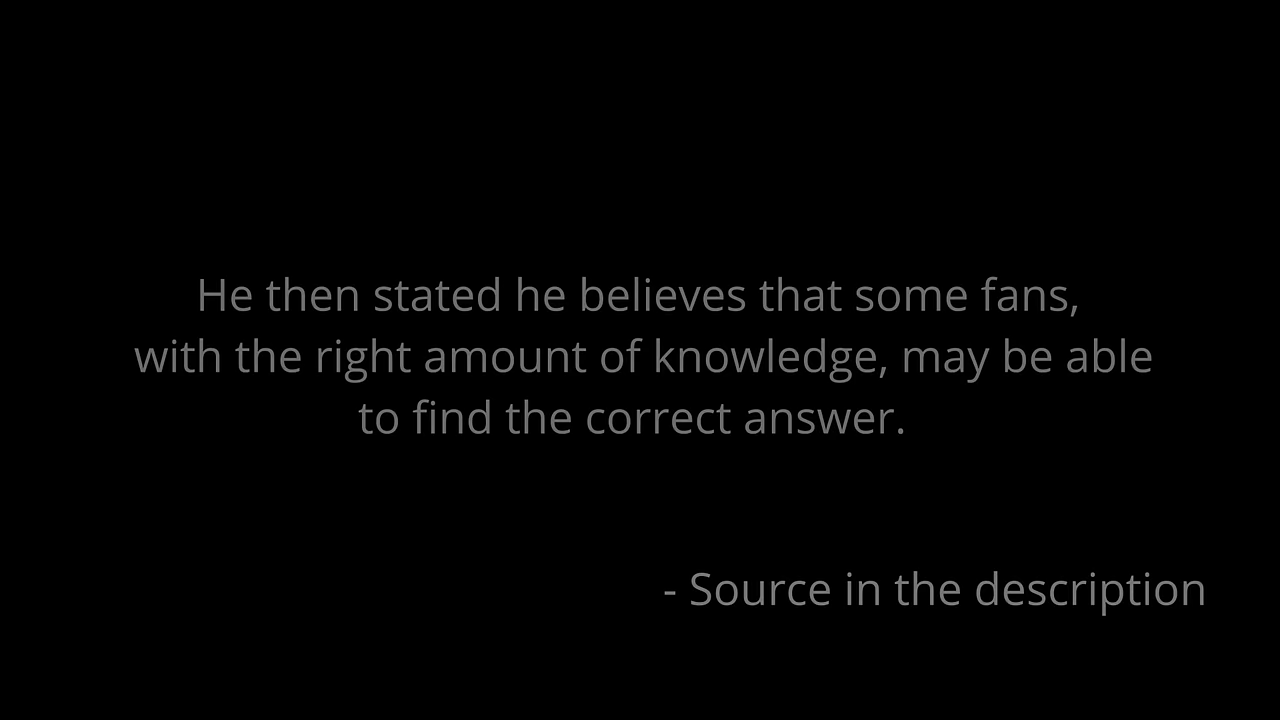 He then stated he believes that some fans,
with the right amount of knowledge, may be able
to find the correct answer.
- Source in the description